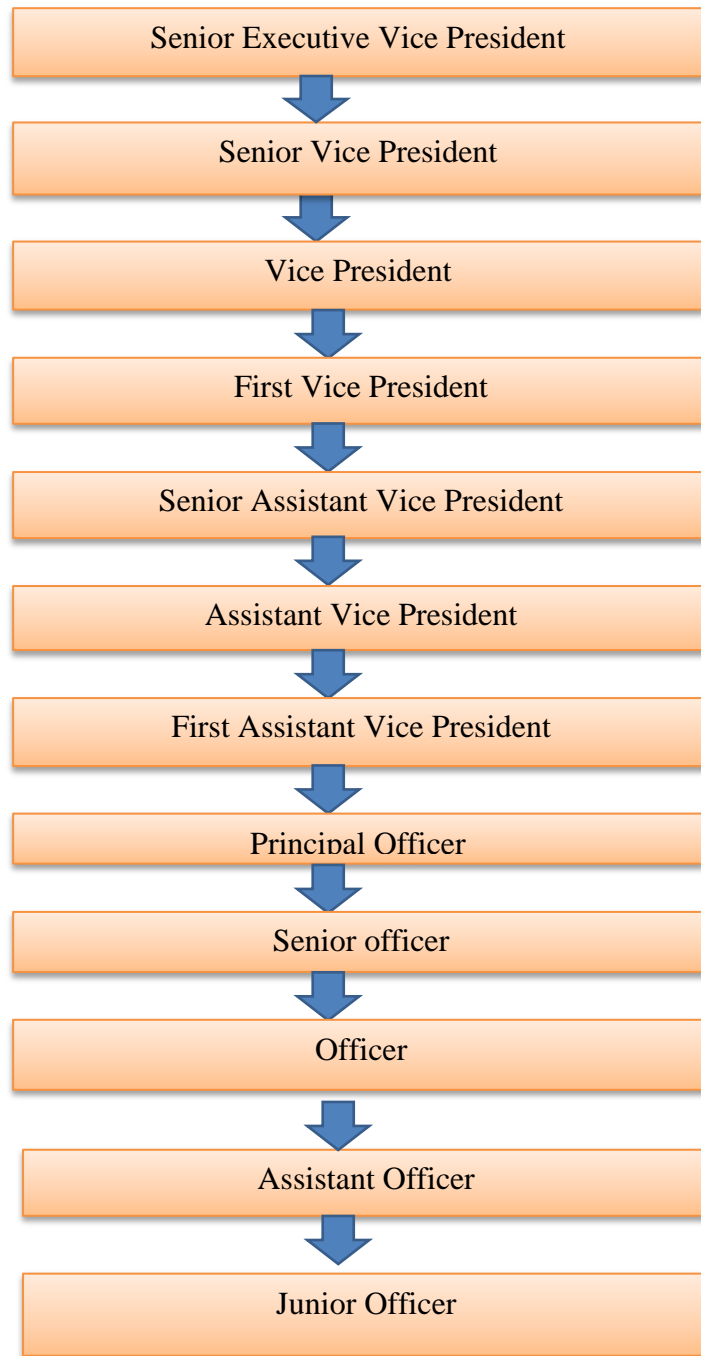 Senior Executive Vice President
Senior Vice President
Vice President
First Vice President
Senior Assistant Vice President
Assistant Vice President
First Assistant Vice President
Principal Officer
Senior officer
Officer
Assistant Officer
Junior Officer